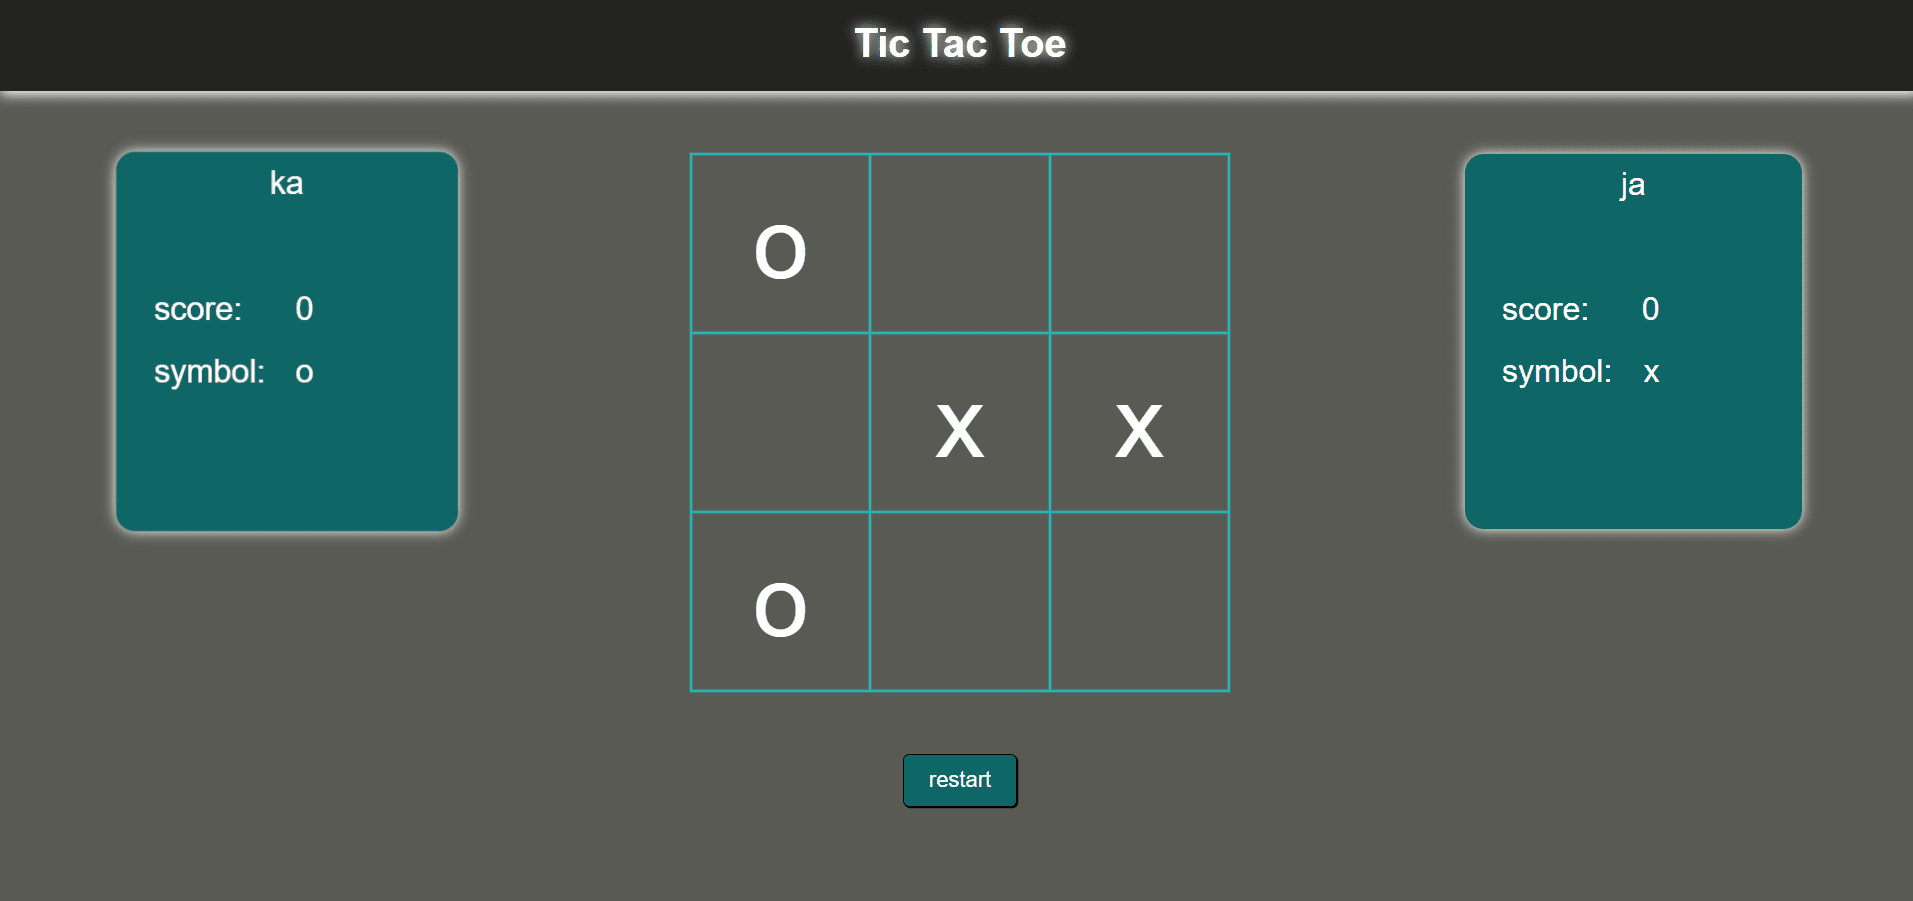 Tic Tac Toe
ka
score: 0
symbol: o
O
X X
O
ja
score: 0
symbol: x
restart